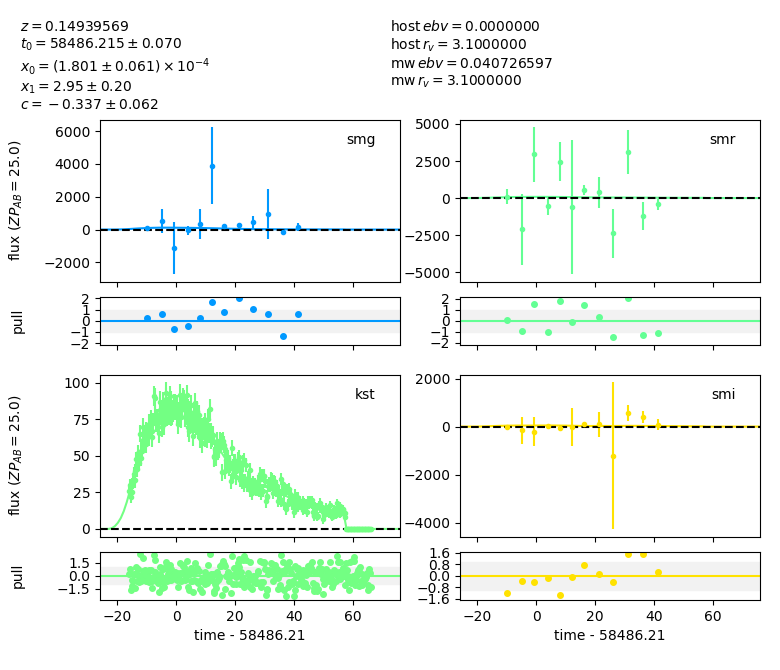 z = 0.14939569
t₀ = 58486.215 ± 0.070
x₀ = (1.801 ± 0.061) × 10⁻⁴
x₁ = 2.95 ± 0.20
c = −0.337 ± 0.062
host ebv = 0.0000000
host r_v = 3.1000000
mw ebv = 0.040726597
mw r_v = 3.1000000
flux (ZP_AB = 25.0)
6000
4000
2000
0
−2000
smg
5000
2500
0
−2500
−5000
smr
pull
2
1
0
−1
−2
2
1
0
−1
−2
flux (ZP_AB = 25.0)
100
75
50
25
0
kst
2000
0
−2000
−4000
smi
pull
1.5
0.0
−1.5
1.6
0.8
0.0
−0.8
−1.6
−20 0 20 40 60
−20 0 20 40 60
time - 58486.21
time - 58486.21